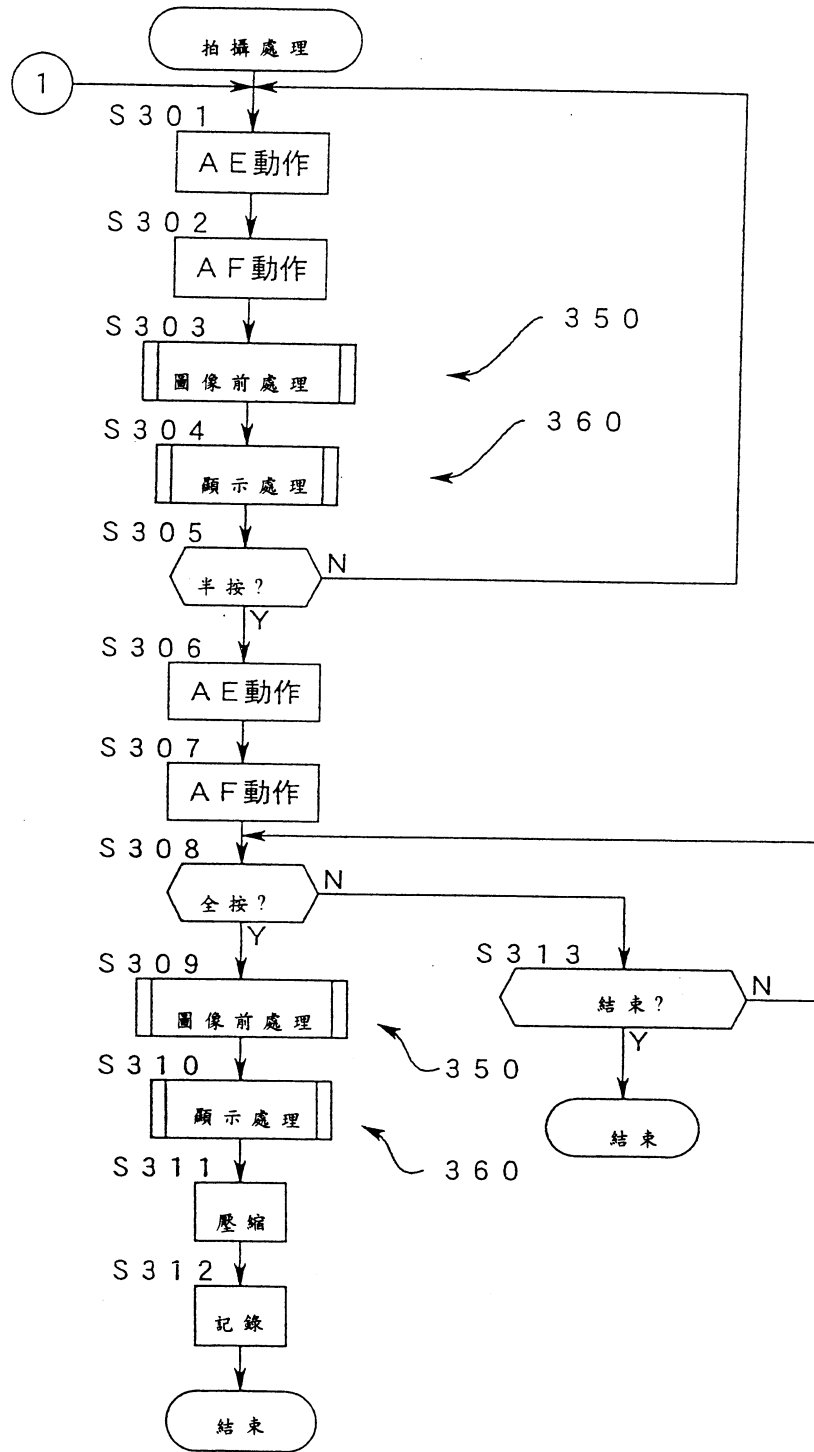 拍攝處理
1
S301
AE動作
S302
AF動作
S303
350
圖像前處理
S304
360
顯示處理
S305
半按?
N
Y
S306
AE動作
S307
AF動作
S308
全按?
N
Y
S309
S313
圖像前處理
結束?
N
Y
350
S310
顯示處理
結束
360
S311
壓縮
S312
記錄
結束